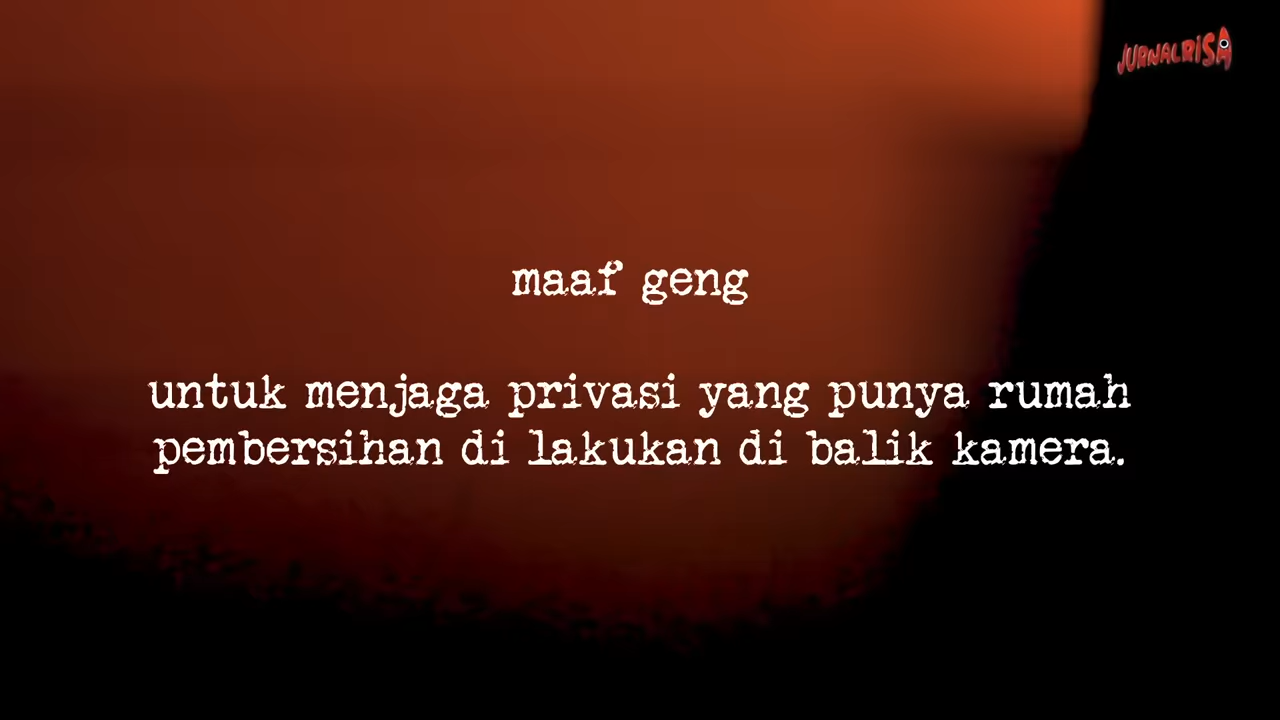 JURNALRISA
maaf geng
untuk menjaga privasi yang punya rumah
pembersihan di lakukan di balik kamera.